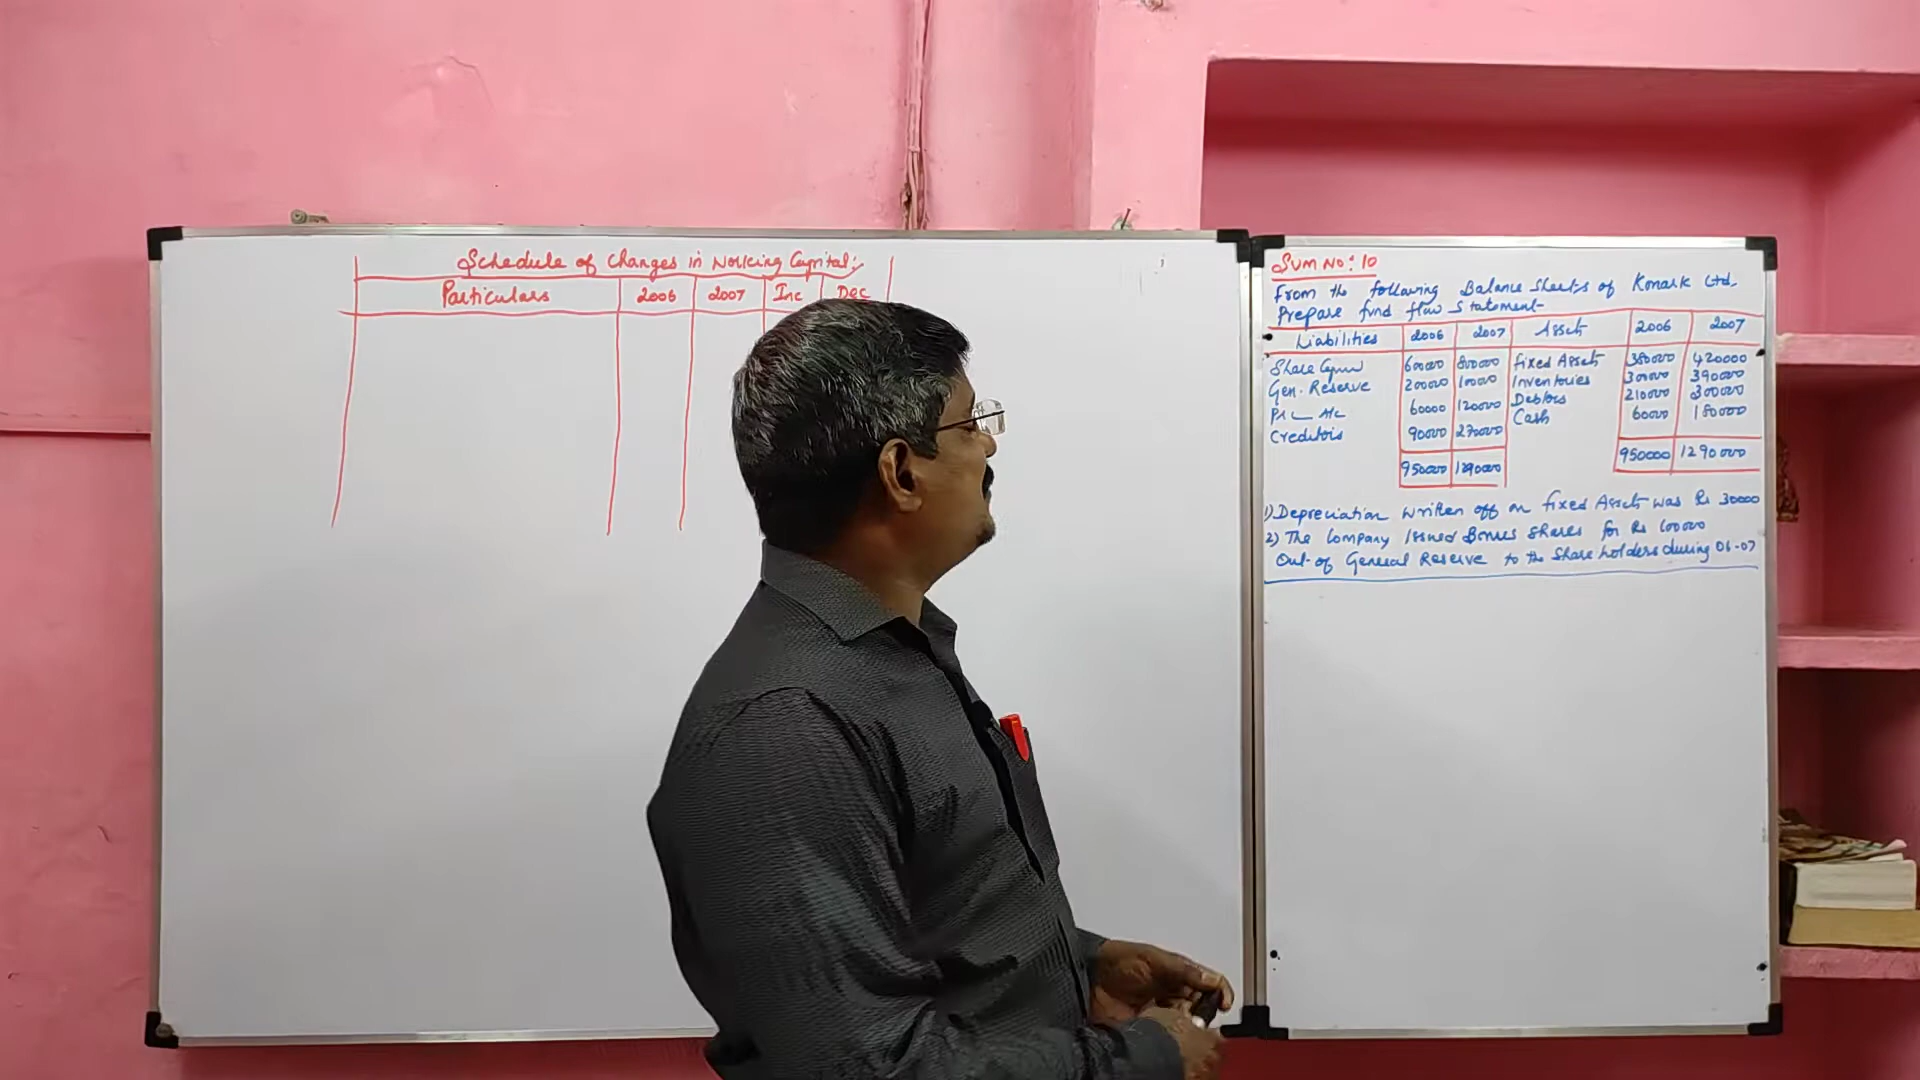 Schedule of Changes in Working Capital:
Particulars 2006 2007 Inc Dec
SUM NO: 10
From the following Balance Sheets of Konark Ltd.
Prepare fund flow Statement
Liabilities 2006 2007 Assets 2006 2007
Share 600000 800000 Fixed Assets 380000 420000
Gen. Reserve 200000 100000 Inventories 300000 390000
P&L A/c 60000 120000 Debtors 210000 300000
Creditors 90000 270000 Cash 60000 180000
950000 1290000 950000 1290000
1) Depreciation written off on fixed Assets was Rs 30000
2) The Company Issued Bonus Shares for Rs 100000
Out of General Reserve to the Share holders during 06-07